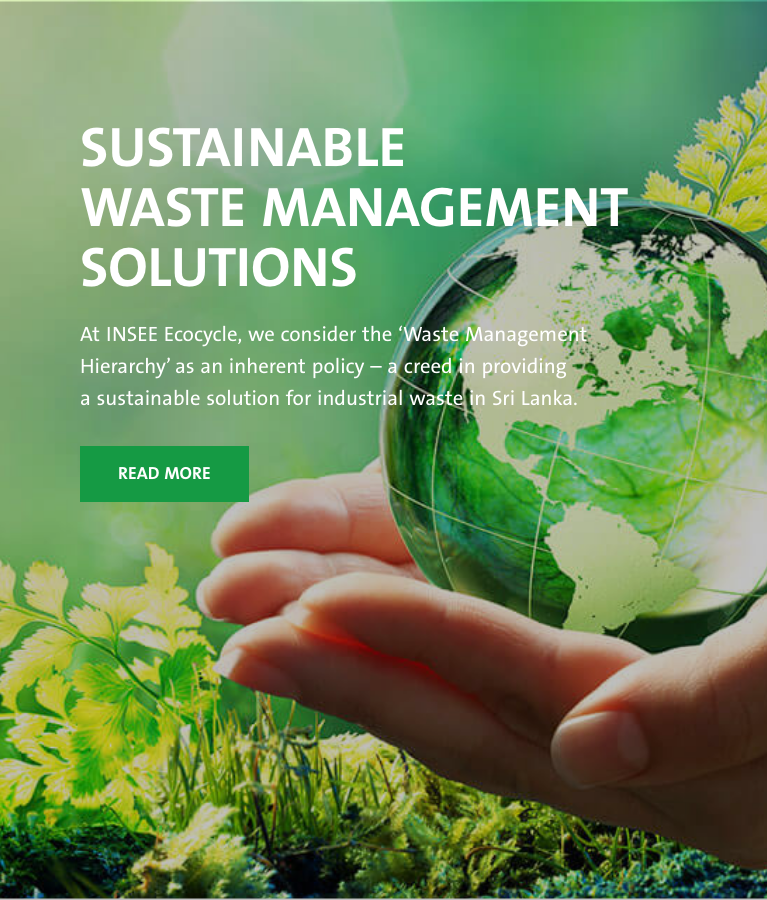 SUSTAINABLE
WASTE MANAGEMENT
SOLUTIONS
At INSEE Ecocycle, we consider the ‘Waste Management
Hierarchy’ as an inherent policy – a creed in providing
a sustainable solution for industrial waste in Sri Lanka.
READ MORE